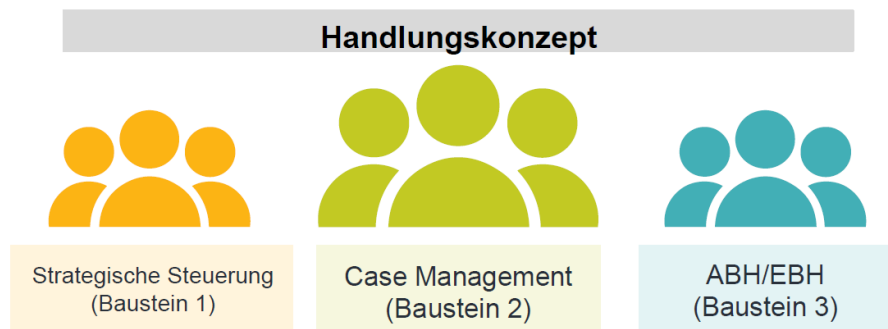 Handlungskonzept
Strategische Steuerung
(Baustein 1)
Case Management
(Baustein 2)
ABH/EBH
(Baustein 3)